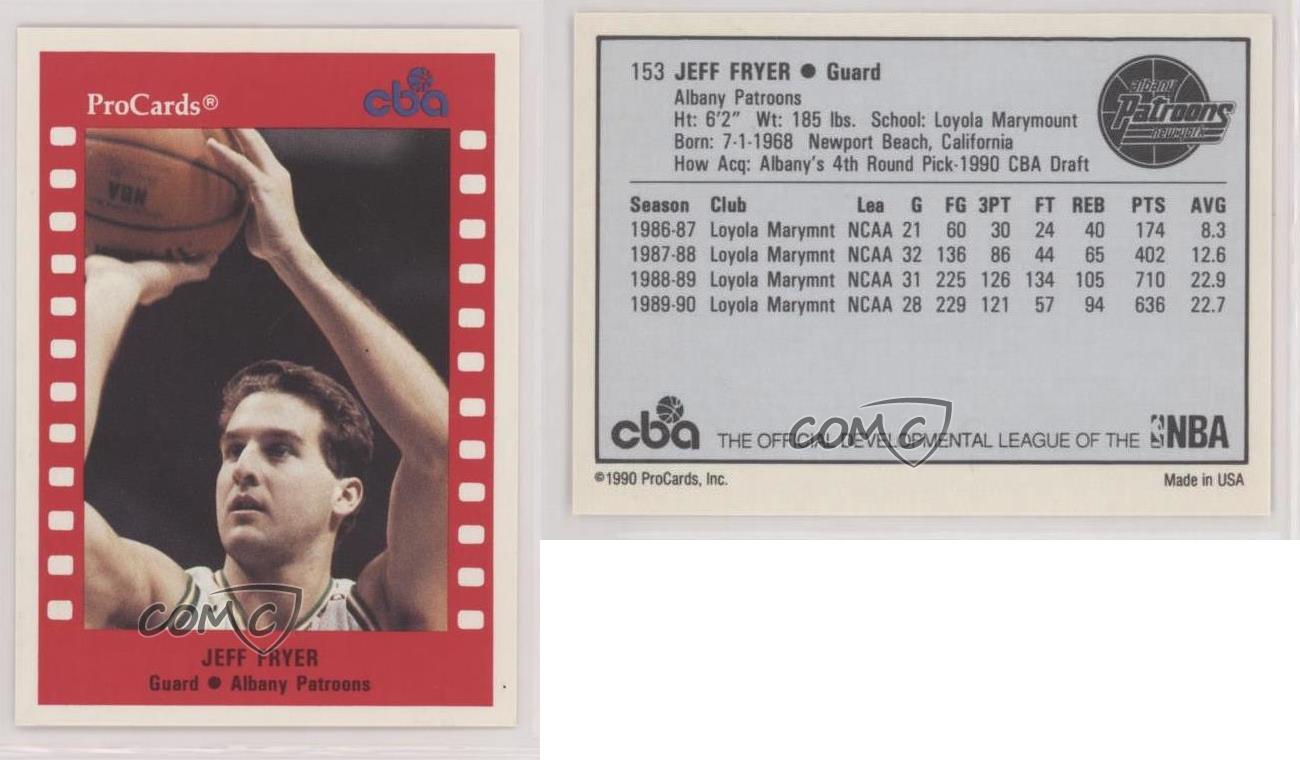 ProCards®
cba
NBA
COMC
JEFF FRYER
Guard ● Albany Patroons
153 JEFF FRYER ● Guard
Albany Patroons
Ht: 6'2" Wt: 185 lbs. School: Loyola Marymount
Born: 7-1-1968 Newport Beach, California
How Acq: Albany's 4th Round Pick-1990 CBA Draft
albany
Patroons
new york
Season Club Lea G FG 3PT FT REB PTS AVG
1986-87 Loyola Marymnt NCAA 21 60 30 24 40 174 8.3
1987-88 Loyola Marymnt NCAA 32 136 86 44 65 402 12.6
1988-89 Loyola Marymnt NCAA 31 225 126 134 105 710 22.9
1989-90 Loyola Marymnt NCAA 28 229 121 57 94 636 22.7
COMC
cba THE OFFICIAL DEVELOPMENTAL LEAGUE OF THE NBA
©1990 ProCards, Inc. Made in USA